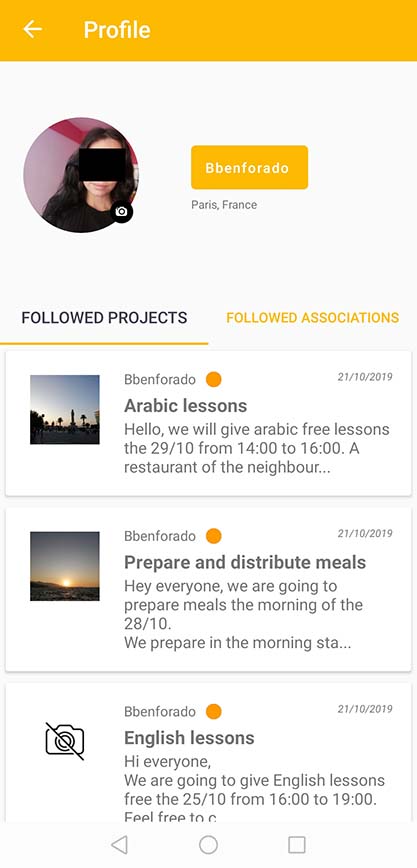 Profile
Bbenforado
Paris, France
FOLLOWED PROJECTS
FOLLOWED ASSOCIATIONS
Bbenforado
21/10/2019
Arabic lessons
Hello, we will give arabic free lessons
the 29/10 from 14:00 to 16:00. A
restaurant of the neighbour...
Bbenforado
21/10/2019
Prepare and distribute meals
Hey everyone, we are going to
prepare meals the morning of the
28/10.
We prepare in the morning sta...
Bbenforado
21/10/2019
English lessons
Hi everyone,
We are going to give English lessons
free the 25/10 from 16:00 to 19:00.
Feel free to c